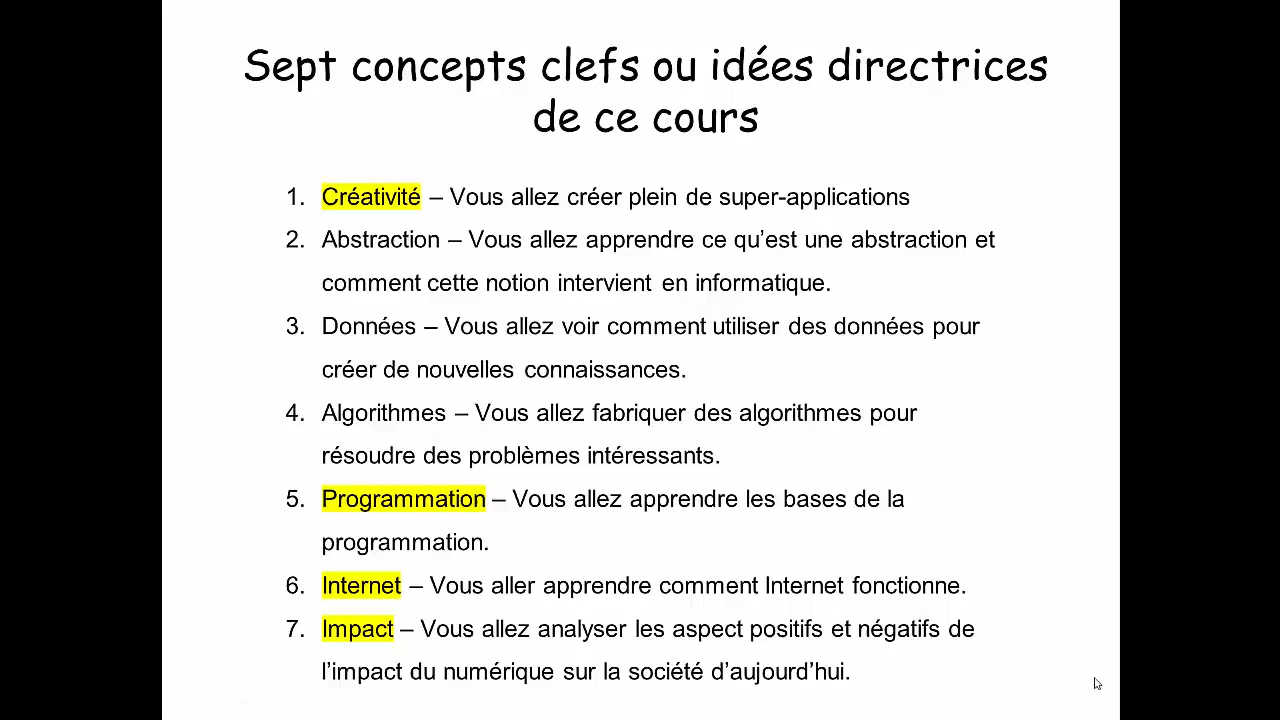 Sept concepts clefs ou idées directrices
de ce cours
1. Créativité – Vous allez créer plein de super-applications
2. Abstraction – Vous allez apprendre ce qu’est une abstraction et
comment cette notion intervient en informatique.
3. Données – Vous allez voir comment utiliser des données pour
créer de nouvelles connaissances.
4. Algorithmes – Vous allez fabriquer des algorithmes pour
résoudre des problèmes intéressants.
5. Programmation – Vous allez apprendre les bases de la
programmation.
6. Internet – Vous aller apprendre comment Internet fonctionne.
7. Impact – Vous allez analyser les aspect positifs et négatifs de
l’impact du numérique sur la société d’aujourd’hui.